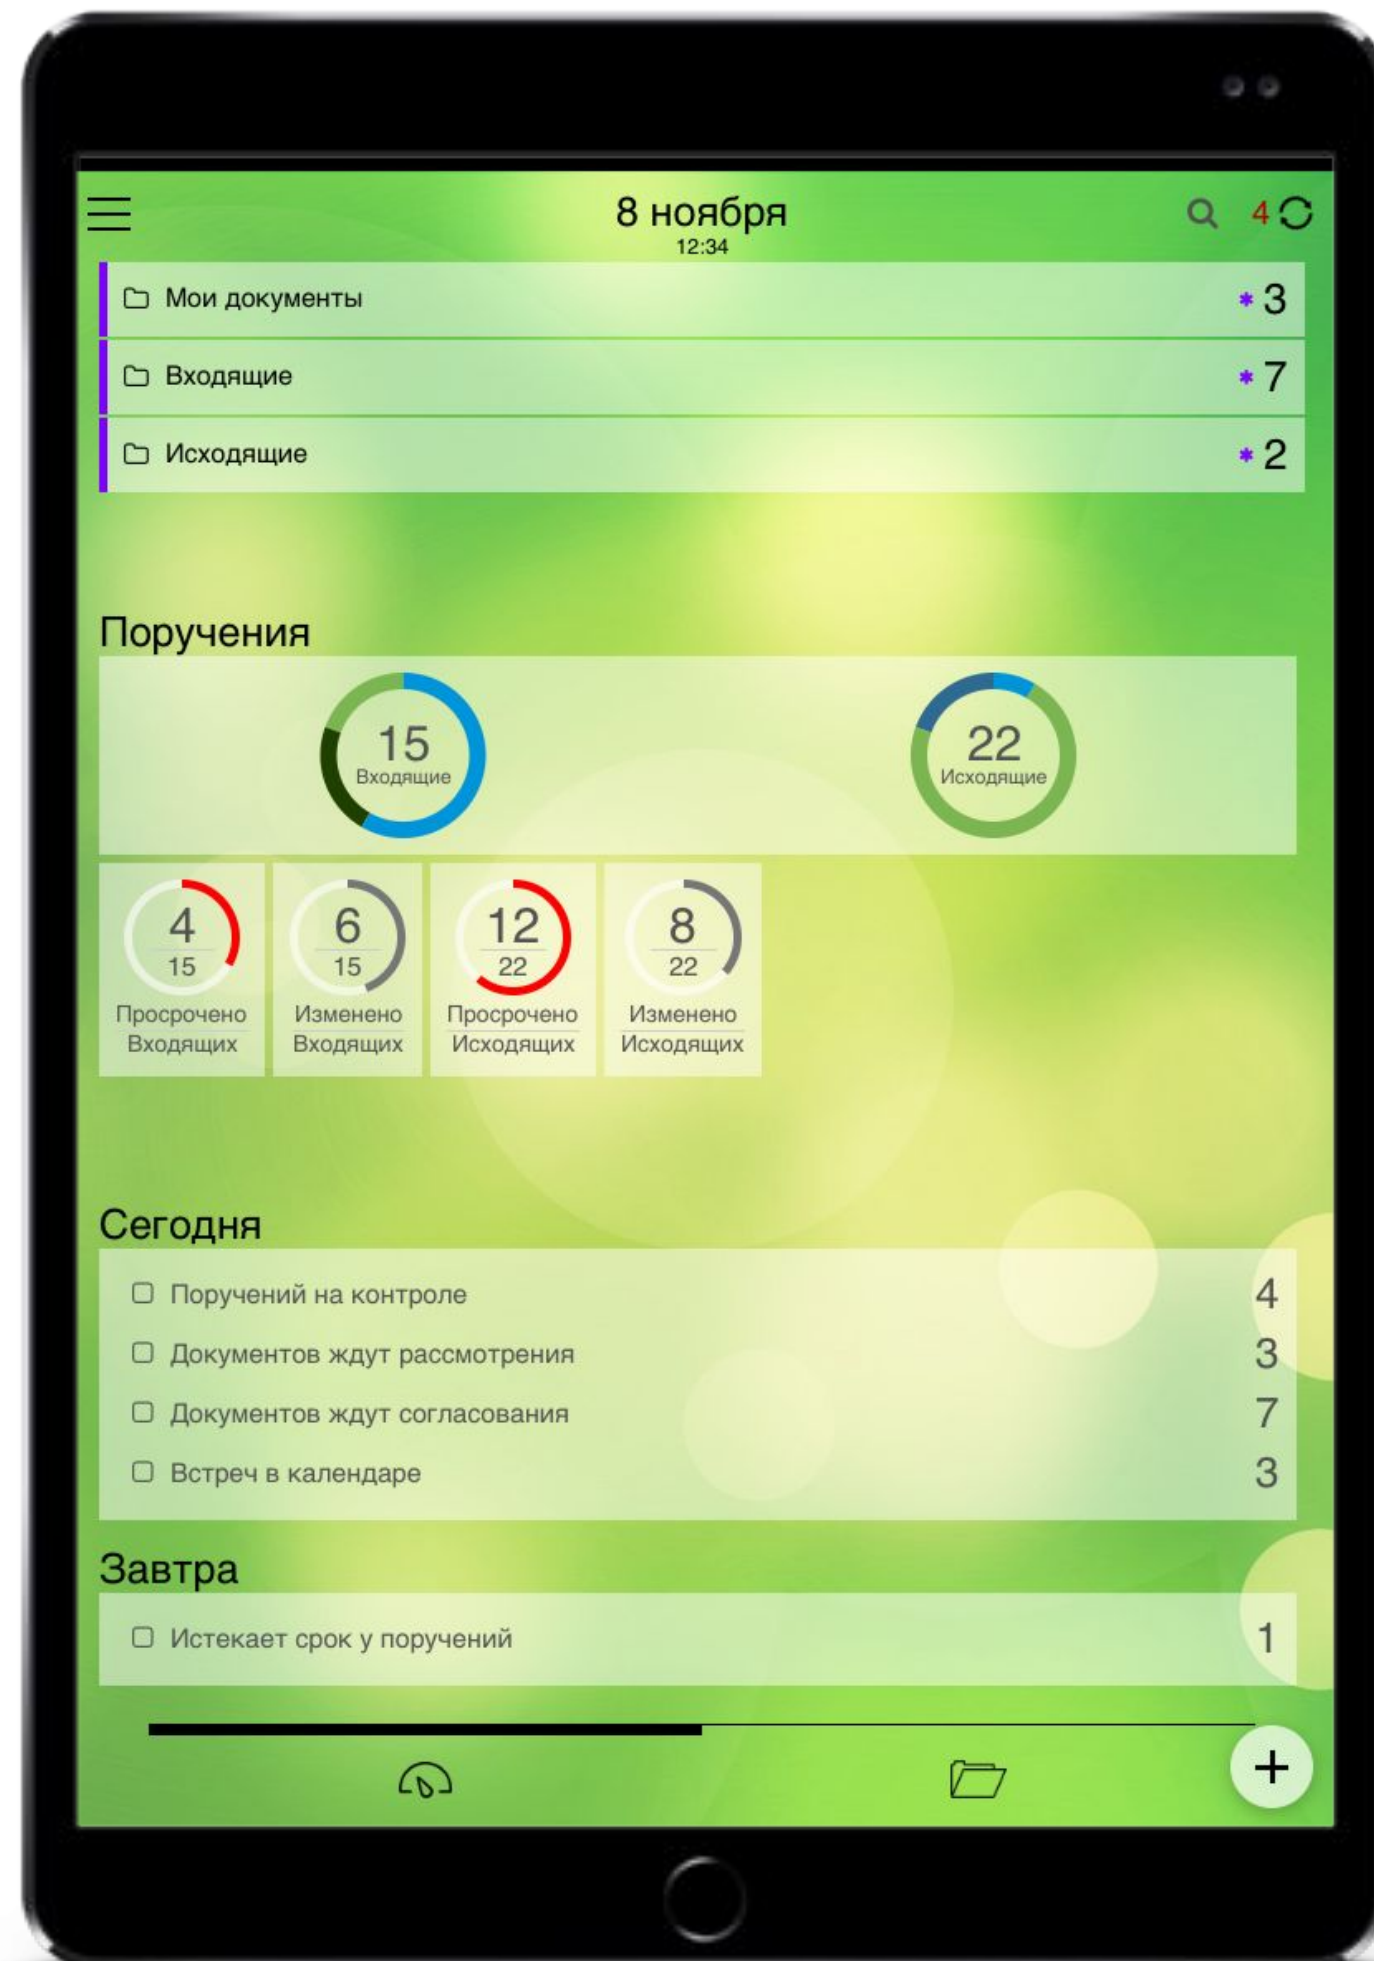 8 ноября
4
12:34
Мои документы * 3
Входящие * 7
Исходящие * 2
Поручения
15
Входящие
22
Исходящие
4
15
Просрочено
Входящих
6
15
Изменено
Входящих
12
22
Просрочено
Исходящих
8
22
Изменено
Исходящих
Сегодня
Поручений на контроле 4
Документов ждут рассмотрения 3
Документов ждут согласования 7
Встреч в календаре 3
Завтра
Истекает срок у поручений 1
+